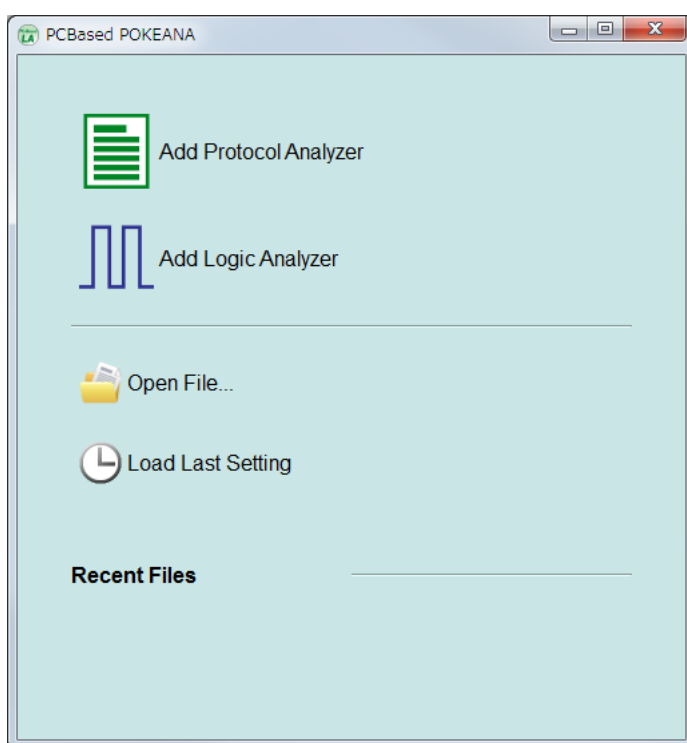 PCBased POKEANA
Add Protocol Analyzer
Add Logic Analyzer
Open File...
Load Last Setting
Recent Files